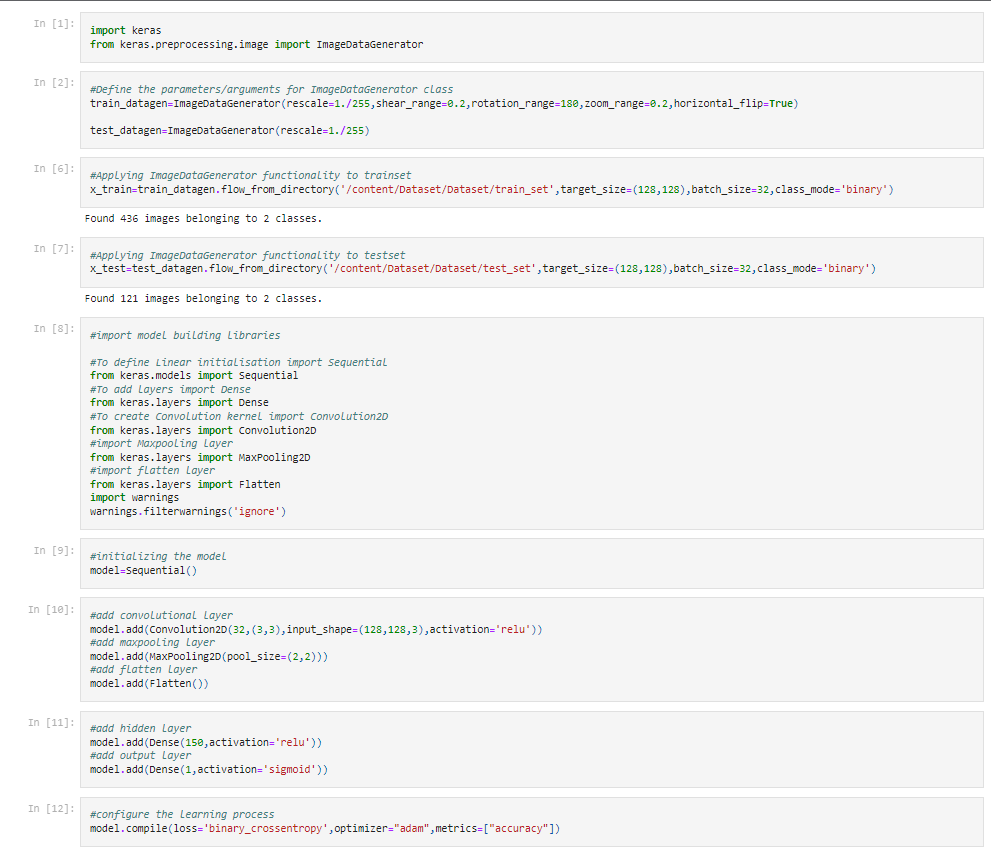 In [1]:
import keras
from keras.preprocessing.image import ImageDataGenerator
In [2]:
#Define the parameters/arguments for ImageDataGenerator class
train_datagen=ImageDataGenerator(rescale=1./255,shear_range=0.2,rotation_range=180,zoom_range=0.2,horizontal_flip=True)
test_datagen=ImageDataGenerator(rescale=1./255)
In [6]:
#Applying ImageDataGenerator functionality to trainset
x_train=train_datagen.flow_from_directory('/content/Dataset/Dataset/train_set',target_size=(128,128),batch_size=32,class_mode='binary')
Found 436 images belonging to 2 classes.
In [7]:
#Applying ImageDataGenerator functionality to testset
x_test=test_datagen.flow_from_directory('/content/Dataset/Dataset/test_set',target_size=(128,128),batch_size=32,class_mode='binary')
Found 121 images belonging to 2 classes.
In [8]:
#import model building libraries
#To define Linear initialisation import Sequential
from keras.models import Sequential
#To add layers import Dense
from keras.layers import Dense
#To create Convolution kernel import Convolution2D
from keras.layers import Convolution2D
#import Maxpooling layer
from keras.layers import MaxPooling2D
#import flatten layer
from keras.layers import Flatten
import warnings
warnings.filterwarnings('ignore')
In [9]:
#initializing the model
model=Sequential()
In [10]:
#add convolutional layer
model.add(Convolution2D(32,(3,3),input_shape=(128,128,3),activation='relu'))
#add maxpooling layer
model.add(MaxPooling2D(pool_size=(2,2)))
#add flatten layer
model.add(Flatten())
In [11]:
#add hidden layer
model.add(Dense(150,activation='relu'))
#add output layer
model.add(Dense(1,activation='sigmoid'))
In [12]:
#configure the learning process
model.compile(loss='binary_crossentropy',optimizer="adam",metrics=["accuracy"])